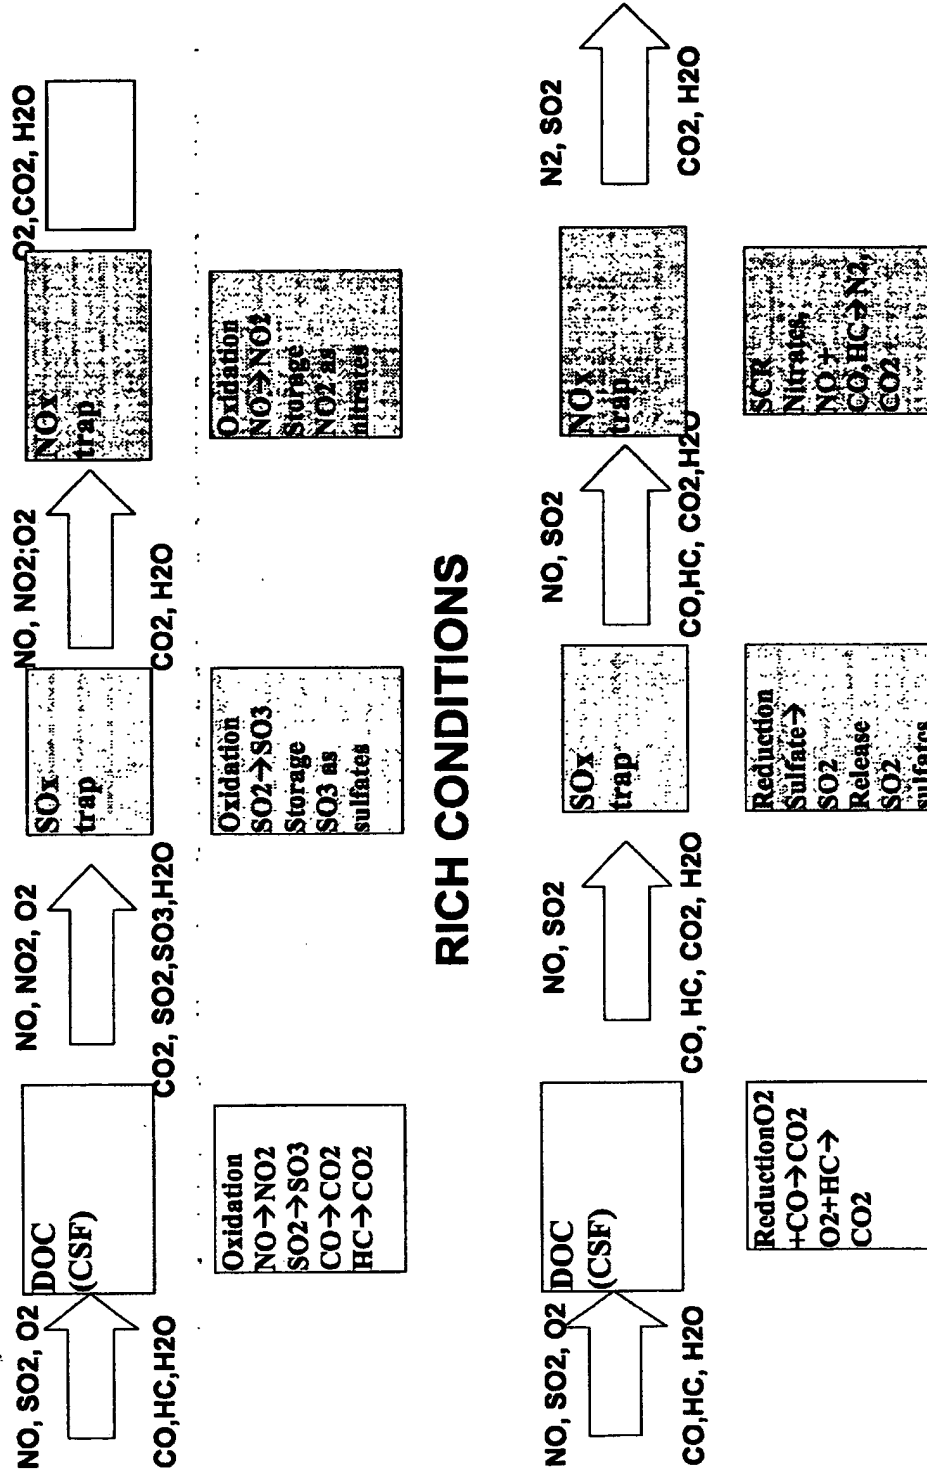 NO, SO2, O2
CO,HC,H2O
DOC
(CSF)
NO, NO2, O2
CO2, SO2,SO3,H2O
SOx
trap
NO, NO2;O2
CO2, H2O
NOx
trap
O2,CO2, H2O
Oxidation
NO→NO2
SO2→SO3
CO→CO2
HC→CO2
Oxidation
SO2→SO3
Storage
SO3 as
sulfates
Oxidation
NO→NO2
Storage
NO2 as
nitrates
RICH CONDITIONS
NO, SO2, O2
CO,HC, H2O
DOC
(CSF)
NO, SO2
CO, HC, CO2, H2O
SOx
trap
NO, SO2
CO,HC, CO2,H2O
NOx
trap
N2, SO2
CO2, H2O
ReductionO2
+CO→CO2
O2+HC→
CO2
Reduction
Sulfate→
SO2
Release
SO2
sulfates
SCR
Nitrates,
NO +
CO,HC→N2,
CO2